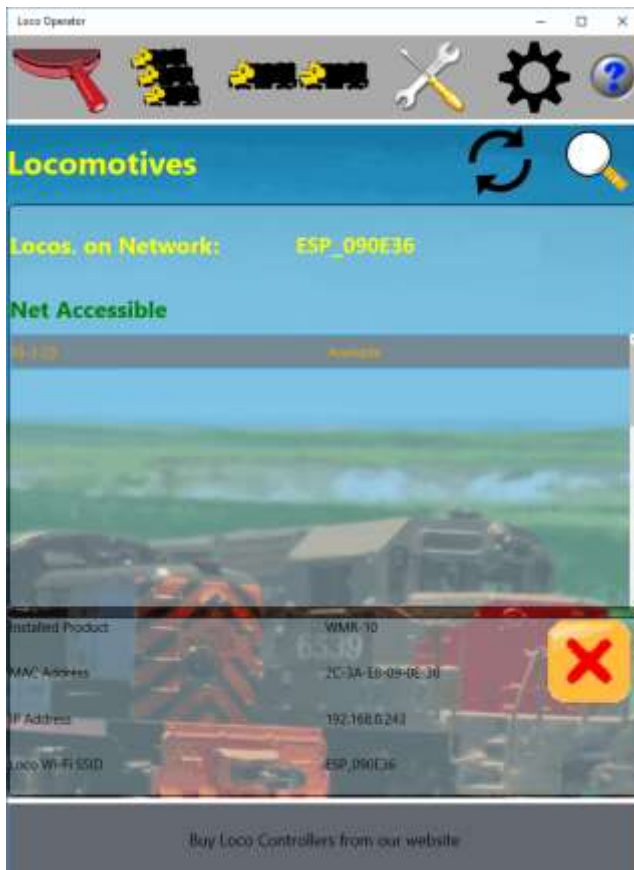 Loco Operator
Locomotives
Locos. on Network: ESP_090E36
Net Accessible
Available
6539
Installed Product WMR-10
MAC Address 2C-3A-E8-09-0E-36
IP Address 192.168.0.243
Loco Wi-Fi SSID ESP_090E36
Buy Loco Controllers from our website